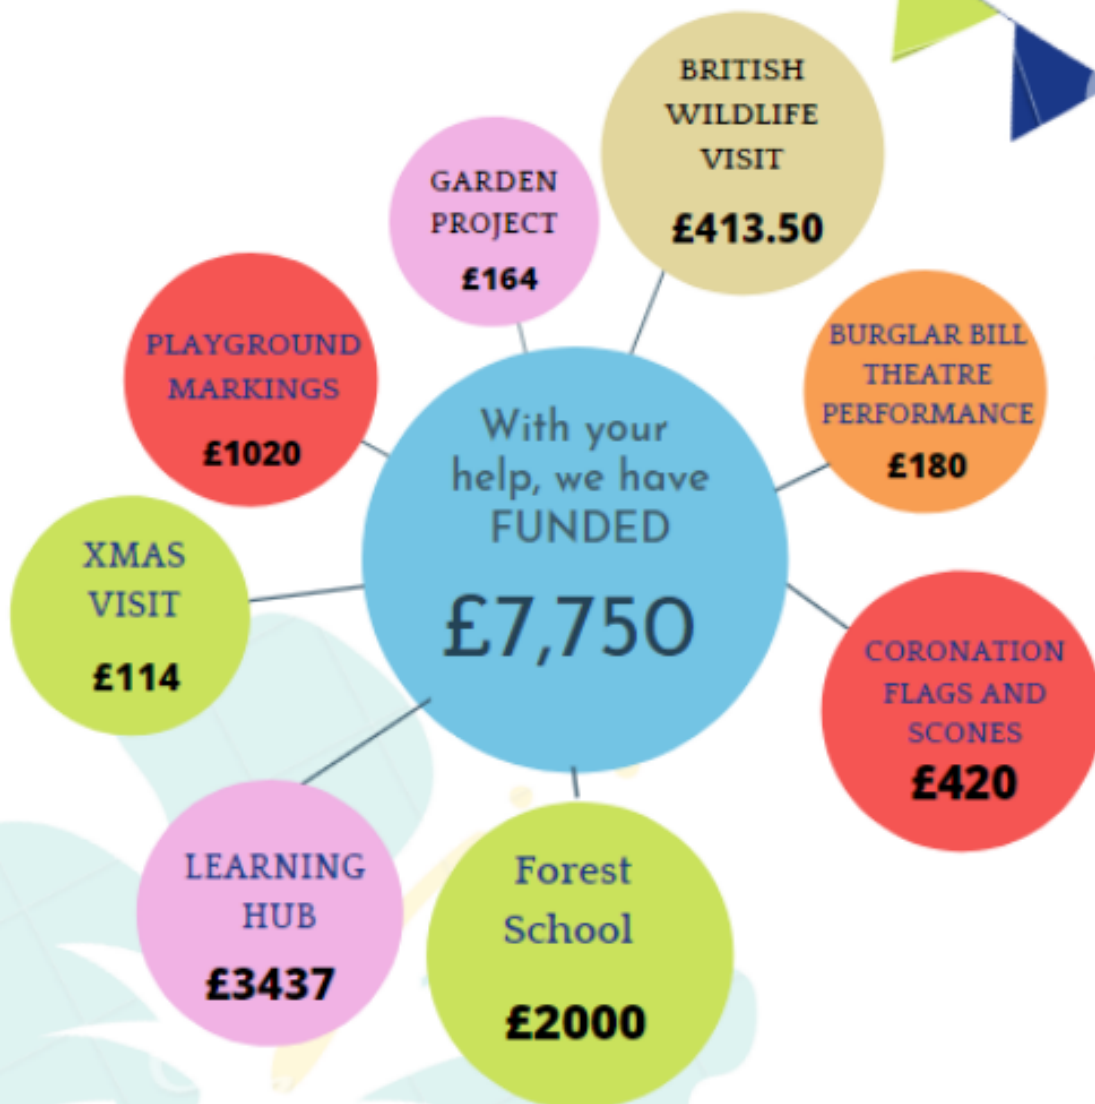 BRITISH
WILDLIFE
VISIT
£413.50
GARDEN
PROJECT
£164
PLAYGROUND
MARKINGS
£1020
BURGLAR BILL
THEATRE
PERFORMANCE
£180
With your
help, we have
FUNDED
£7,750
XMAS
VISIT
£114
CORONATION
FLAGS AND
SCONES
£420
LEARNING
HUB
£3437
Forest
School
£2000